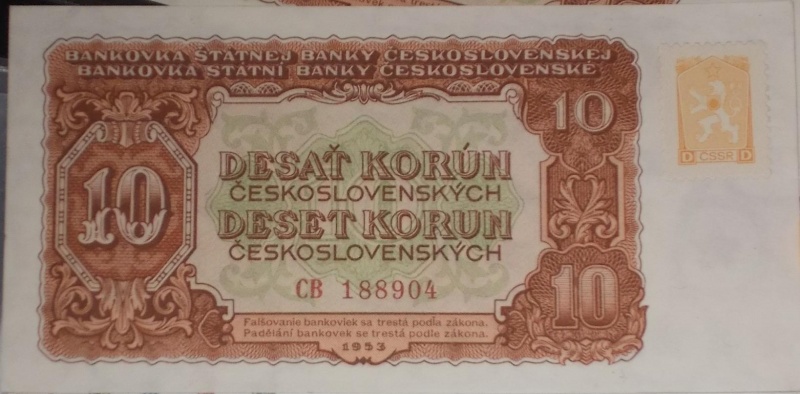 BANKOVKA ŠTÁTNEJ BANKY ČESKOSLOVENSKEJ
BANKOVKA STÁTNÍ BANKY ČESKOSLOVENSKÉ
10
10
DESAŤ KORÚN
ČESKOSLOVENSKÝCH
DESET KORUN
ČESKOSLOVENSKÝCH
CB 188904
10
Falšovanie bankoviek sa trestá podľa zákona.
Padělání bankovek se trestá podle zákona.
1953
D ČSSR D